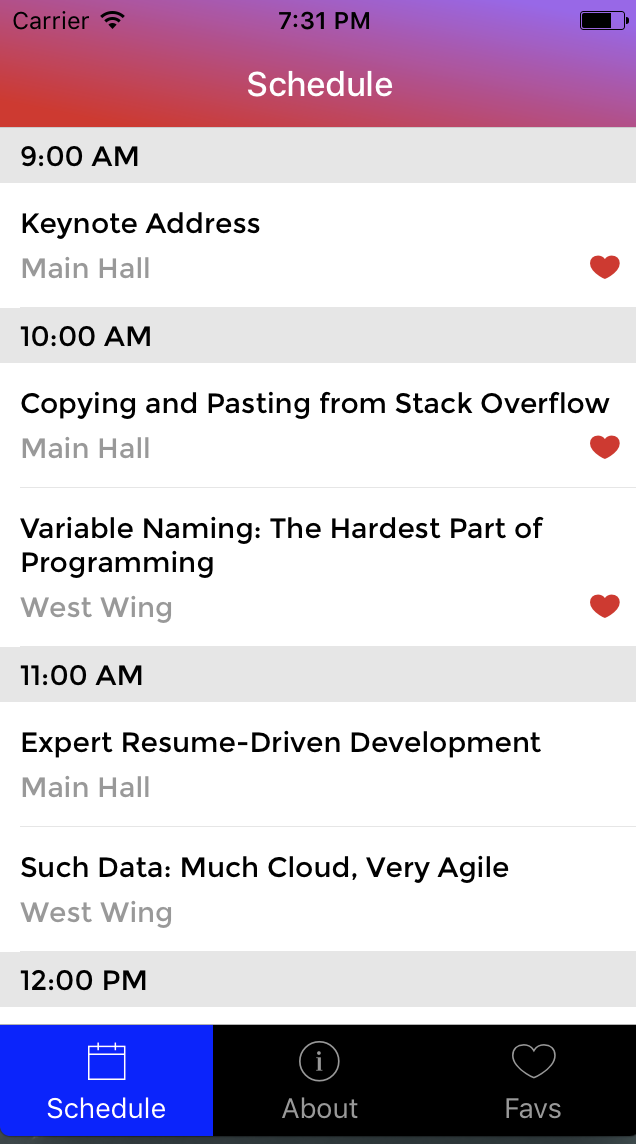 Carrier 7:31 PM
Schedule
9:00 AM
Keynote Address
Main Hall
10:00 AM
Copying and Pasting from Stack Overflow
Main Hall
Variable Naming: The Hardest Part of
Programming
West Wing
11:00 AM
Expert Resume-Driven Development
Main Hall
Such Data: Much Cloud, Very Agile
West Wing
12:00 PM
Schedule About Favs